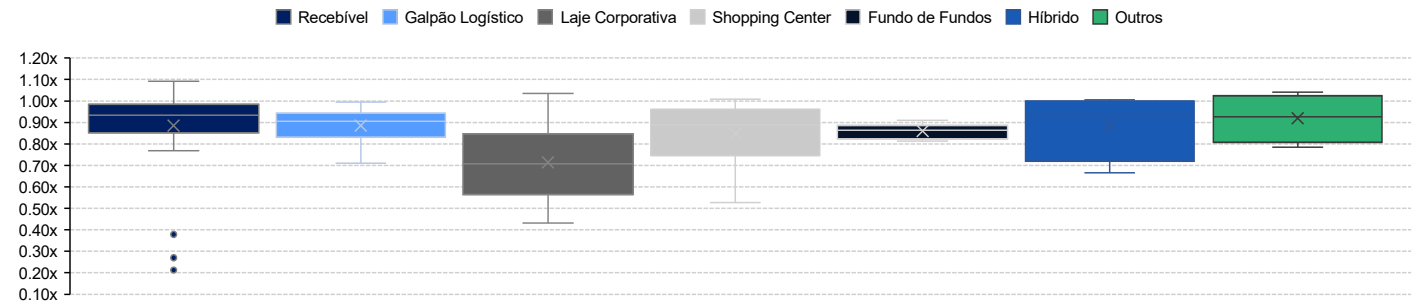 Recebível Galpão Logístico Laje Corporativa Shopping Center Fundo de Fundos Híbrido Outros
1.20x
1.10x
1.00x
0.90x
0.80x
0.70x
0.60x
0.50x
0.40x
0.30x
0.20x
0.10x